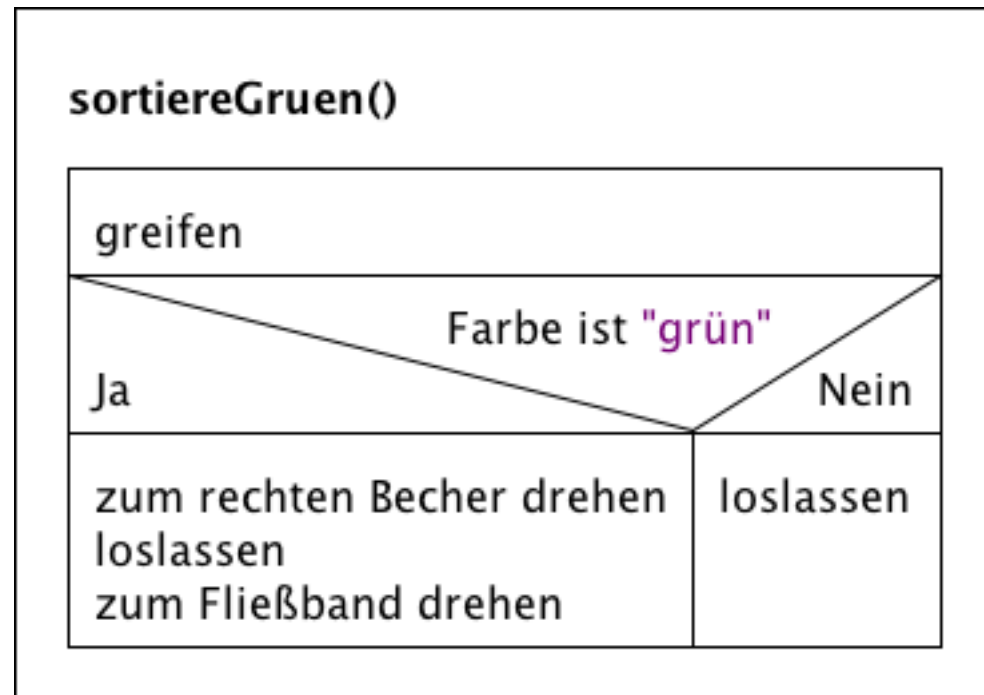 sortiereGruen()
greifen
Farbe ist "grün"
Ja
Nein
zum rechten Becher drehen
loslassen
zum Fließband drehen
loslassen